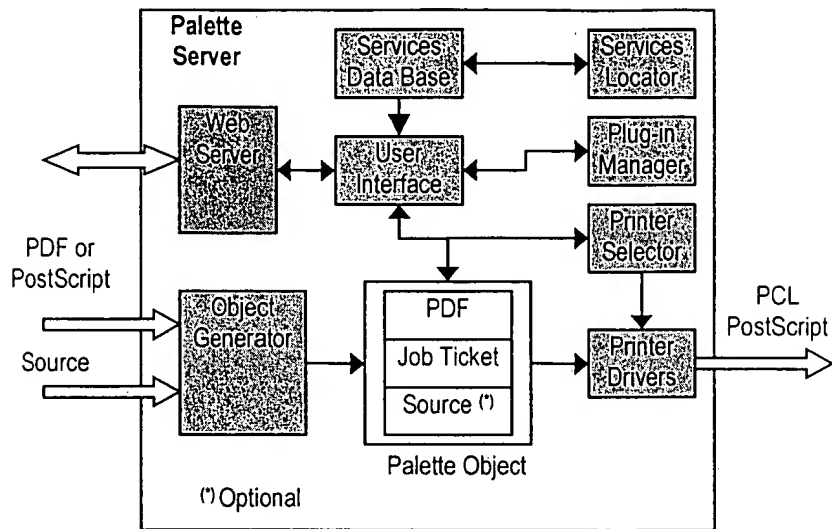 Palette
Server
Services
Data Base
Services
Locator
Web
Server
User
Interface
Plug-in
Manager
Printer
Selector
PDF or
PostScript
Source
Object
Generator
PDF
Job Ticket
Source (*)
Palette Object
Printer
Drivers
PCL
PostScript
(*) Optional